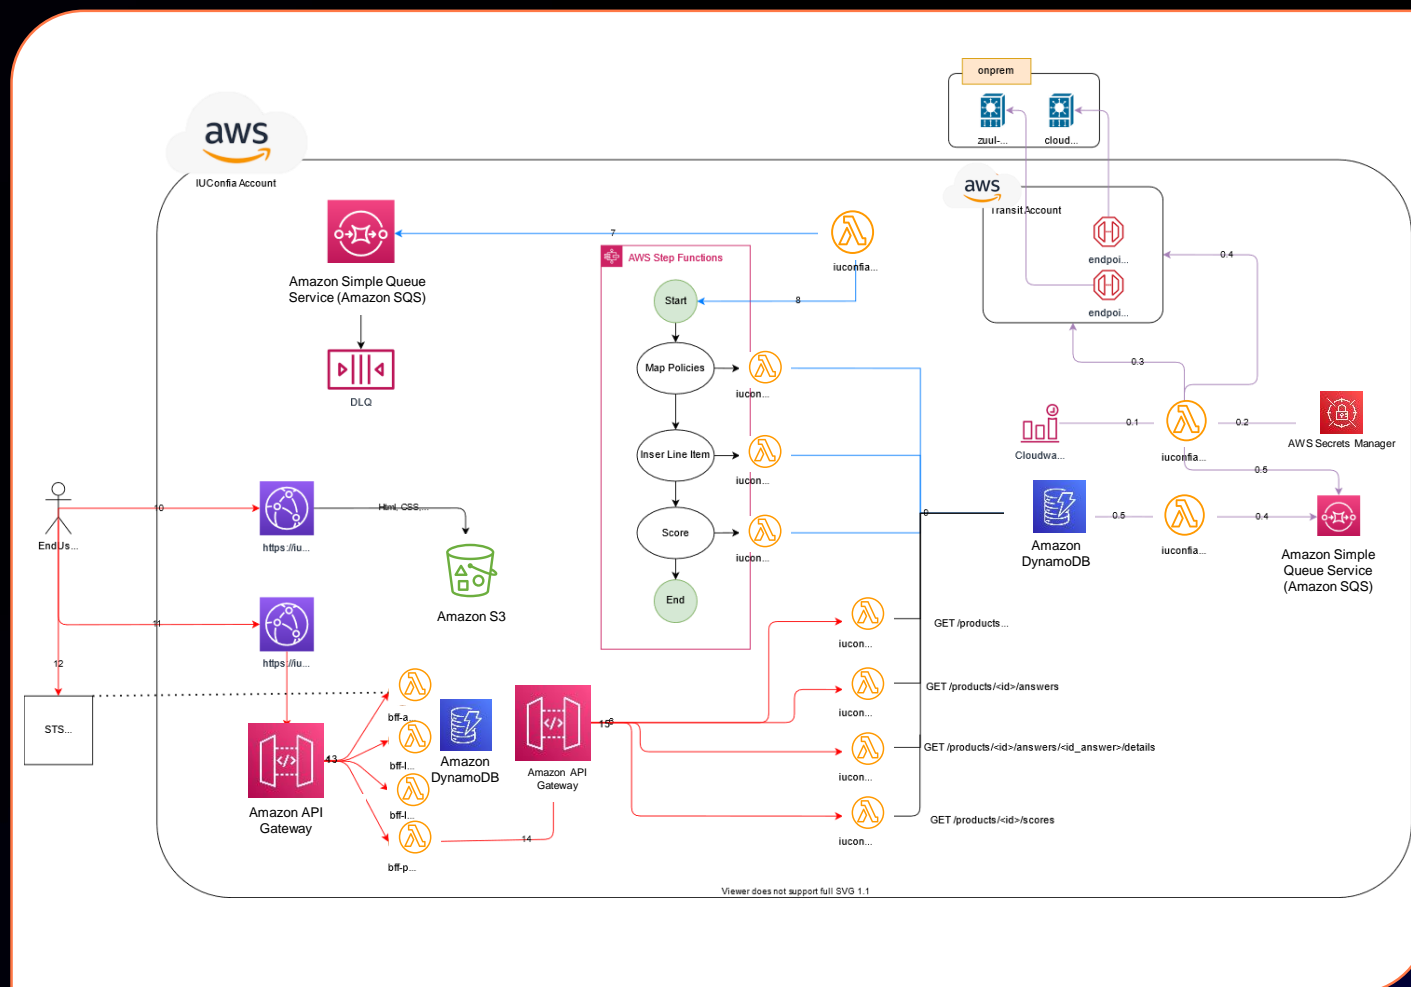 onprem
zuul-...
cloud...
aws
IUConfia Account
aws
Transit Account
endpoi...
endpoi...
0.4
0.3
7
iuconfia...
Amazon Simple Queue
Service (Amazon SQS)
DLQ
AWS Step Functions
Start
8
Map Policies
iucon...
Inser Line Item
iucon...
Score
iucon...
End
Cloudwa...
0.1
iuconfia...
0.2
AWS Secrets Manager
0.5
Amazon
DynamoDB
0.5
iuconfia...
0.4
Amazon Simple
Queue Service
(Amazon SQS)
EndUs...
10
https://iu...
Html, CSS,...
Amazon S3
11
https://iu...
12
STS...
Amazon API
Gateway
...
bff-a...
bff-l...
bff-l...
bff-p...
Amazon
DynamoDB
14
Amazon API
Gateway
iucon...
GET /products...
iucon...
GET /products/<id>/answers
iucon...
GET /products/<id>/answers/<id_answer>/details
iucon...
GET /products/<id>/scores
Viewer does not support full SVG 1.1